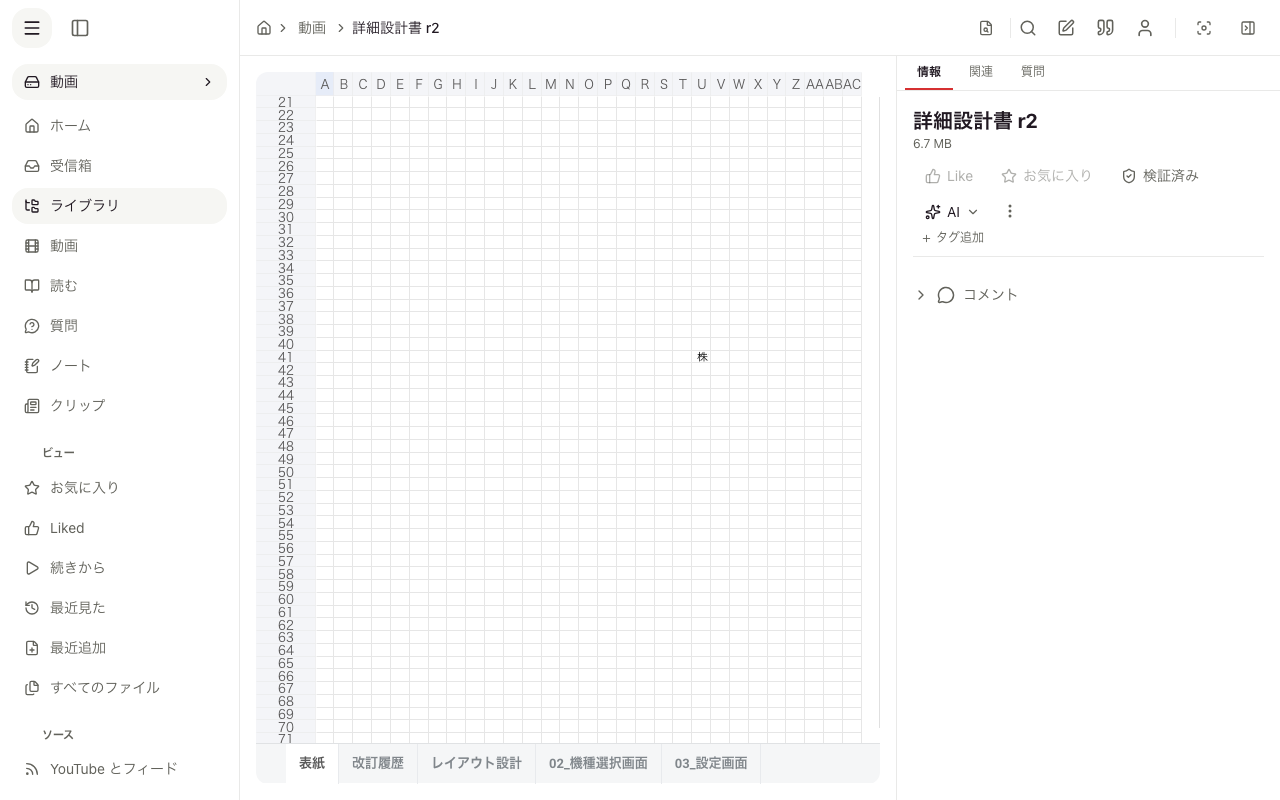 動画
ホーム
受信箱
ライブラリ
動画
読む
質問
ノート
クリップ
ビュー
お気に入り
Liked
続きから
最近見た
最近追加
すべてのファイル
ソース
YouTube とフィード
動画 詳細設計書 r2
A B C D E F G H I J K L M N O P Q R S T U V W X Y Z AA AB AC
21
22
23
24
25
26
27
28
29
30
31
32
33
34
35
36
37
38
39
40
41 株
42
43
44
45
46
47
48
49
50
51
52
53
54
55
56
57
58
59
60
61
62
63
64
65
66
67
68
69
70
71
表紙 改訂履歴 レイアウト設計 02_機種選択画面 03_設定画面
情報 関連 質問
詳細設計書 r2
6.7 MB
Like お気に入り 検証済み
AI
+ タグ追加
コメント